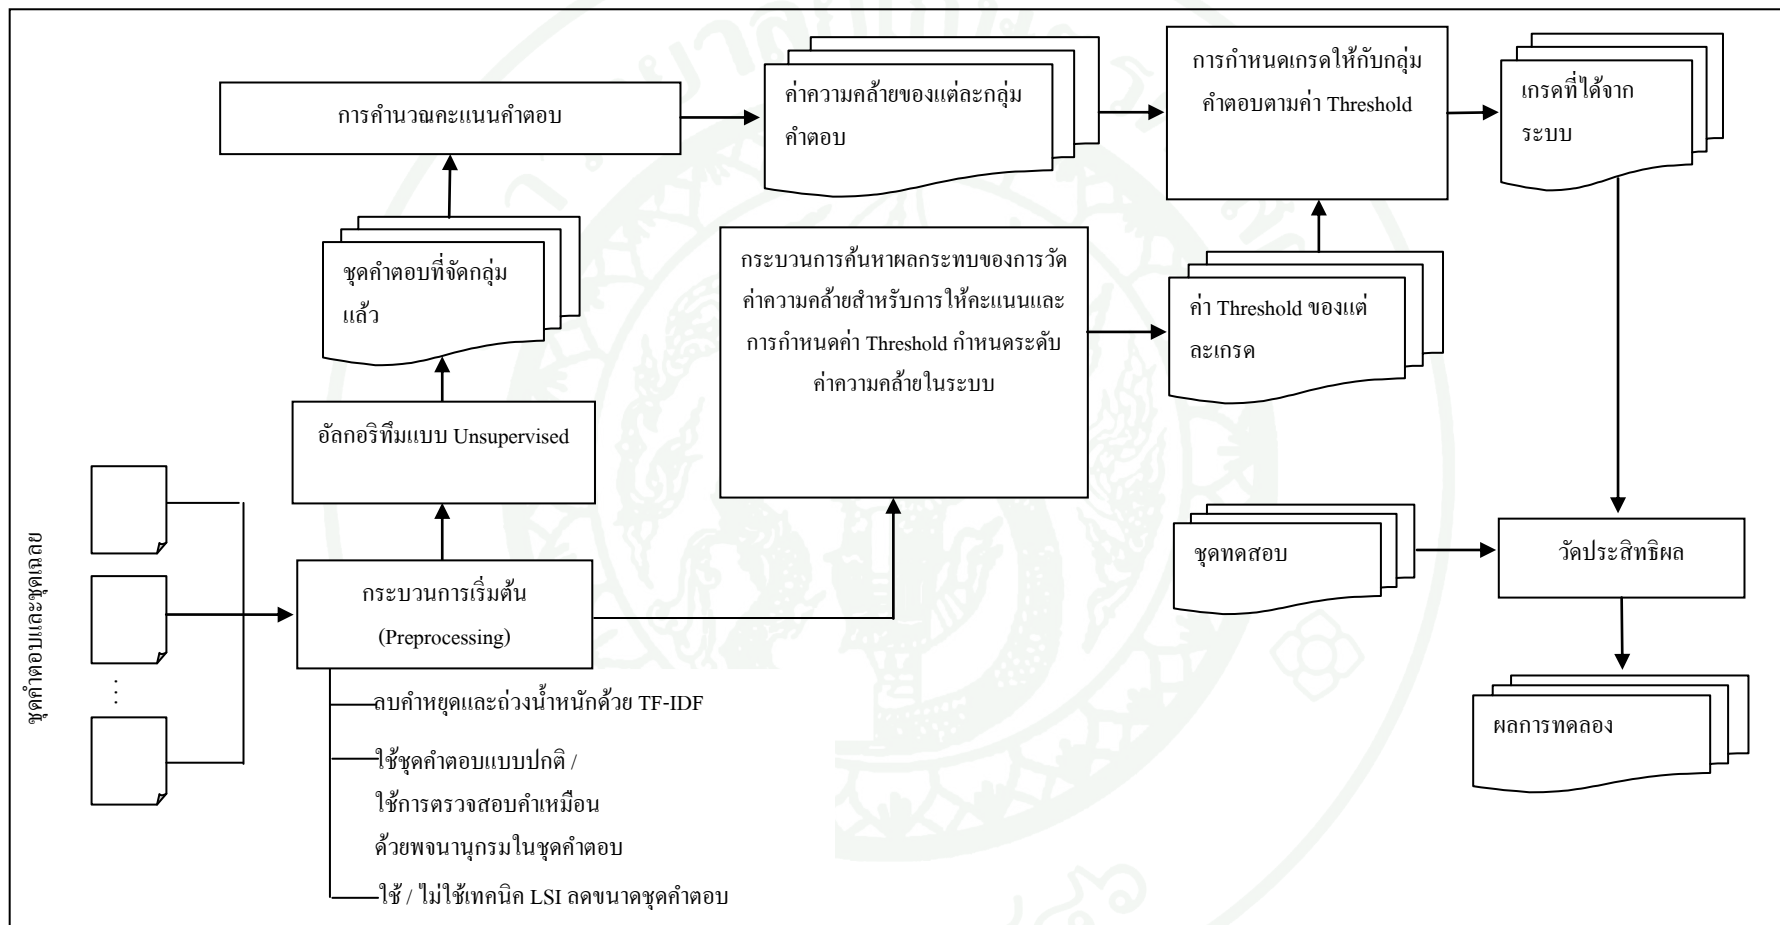 การคำนวณคะแนนคำตอบ
ค่าความคล้ายของแต่ละกลุ่ม
คำตอบ
การกำหนดเกรดให้กับกลุ่ม
คำตอบตามค่า Threshold
เกรดที่ได้จาก
ระบบ
ชุดคำตอบที่จัดกลุ่ม
แล้ว
กระบวนการค้นหาผลกระทบของการวัด
ค่าความคล้ายสำหรับการให้คะแนนและ
การกำหนดค่า Threshold กำหนดระดับ
ค่าความคล้ายในระบบ
ค่า Threshold ของแต่
ละเกรด
อัลกอริทึมแบบ Unsupervised
ชุดคำตอบและชุดเฉลย
....
กระบวนการเริ่มต้น
(Preprocessing)
ชุดทดสอบ
วัดประสิทธิผล
ลบคำหยุดและถ่วงน้ำหนักด้วย TF-IDF
ใช้ชุดคำตอบแบบปกติ /
ใช้การตรวจสอบคำเหมือน
ด้วยพจนานุกรมในชุดคำตอบ
ใช้ / ไม่ใช้เทคนิค LSI ลดขนาดชุดคำตอบ
ผลการทดลอง